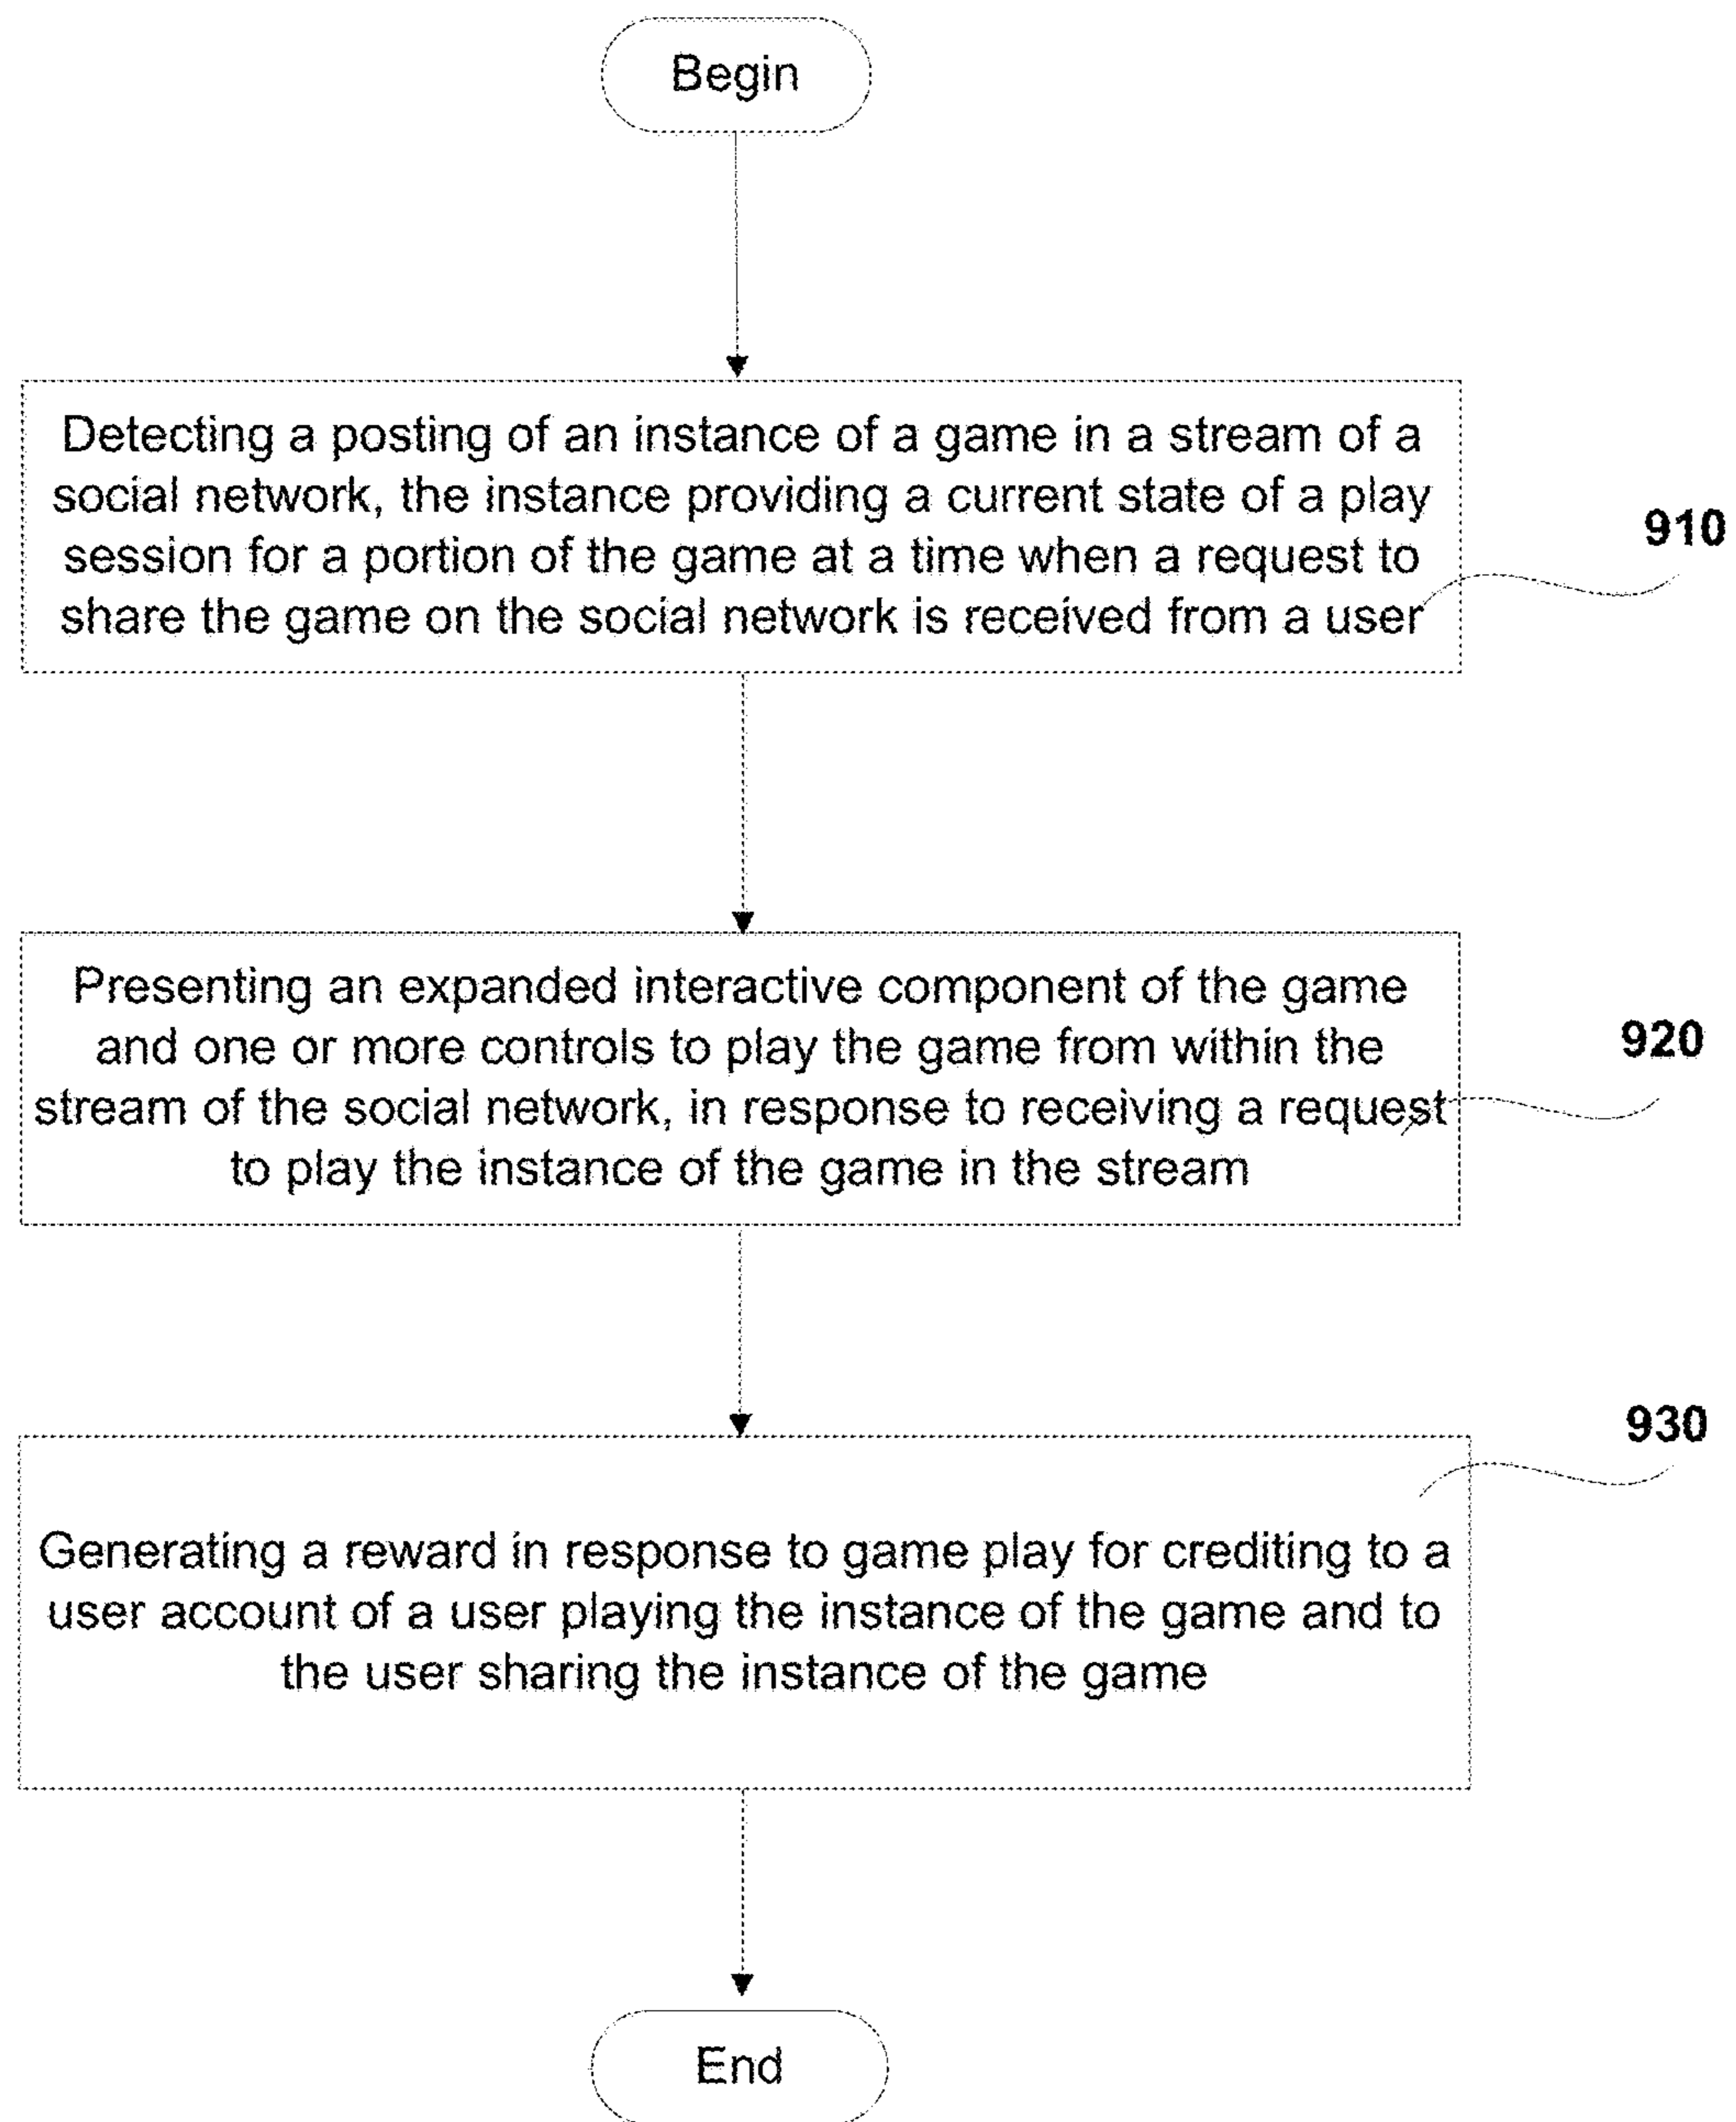 Begin
Detecting a posting of an instance of a game in a stream of a
social network, the instance providing a current state of a play
session for a portion of the game at a time when a request to
share the game on the social network is received from a user
910
Presenting an expanded interactive component of the game
and one or more controls to play the game from within the
stream of the social network, in response to receiving a request
to play the instance of the game in the stream
920
930
Generating a reward in response to game play for crediting to a
user account of a user playing the instance of the game and to
the user sharing the instance of the game
End